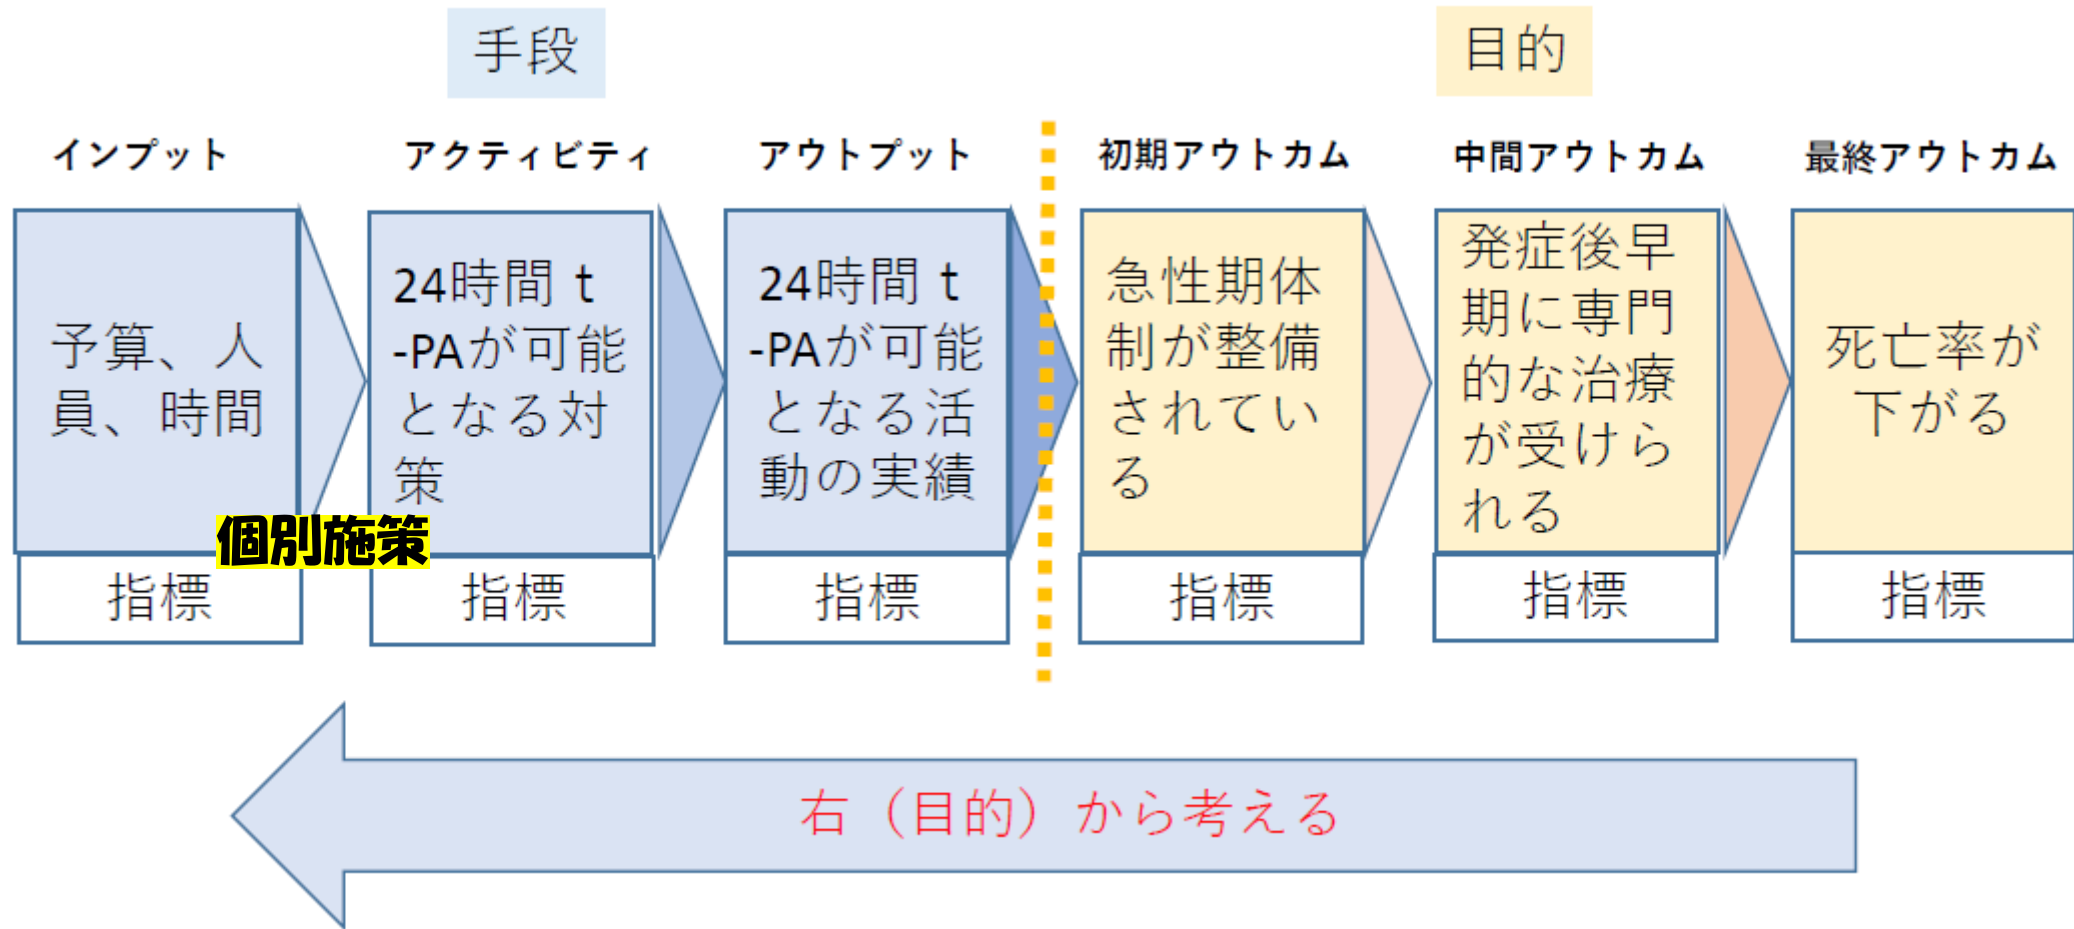 手段
目的
インプット
アクティビティ
アウトプット
初期アウトカム
中間アウトカム
最終アウトカム
予算、人
員、時間
24時間ｔ
-PAが可能
となる対
策
24時間ｔ
-PAが可能
となる活
動の実績
急性期体
制が整備
されてい
る
発症後早
期に専門
的な治療
が受けら
れる
死亡率が
下がる
個別施策
指標
指標
指標
指標
指標
指標
右（目的）から考える